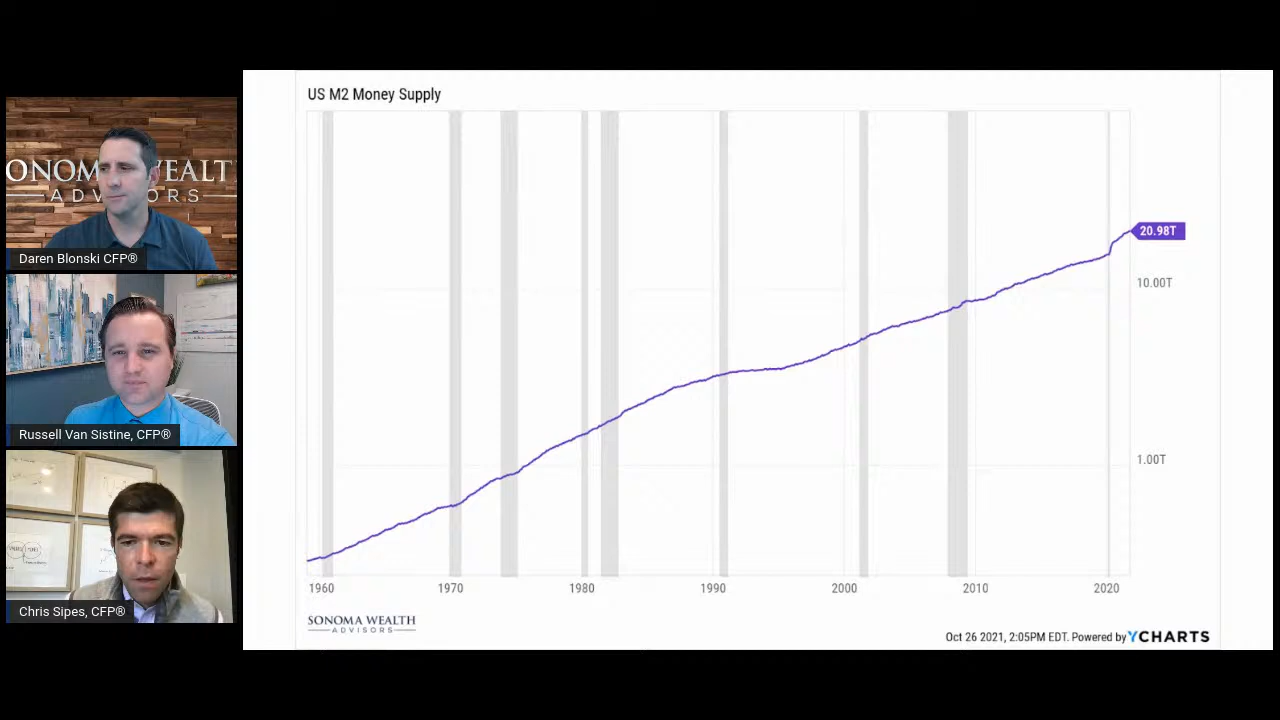 ONOMA WEALT
ADVISORS
Daren Blonski CFP®
Russell Van Sistine, CFP®
Chris Sipes, CFP®
US M2 Money Supply
20.98T
10.00T
1.00T
1960 1970 1980 1990 2000 2010 2020
SONOMA WEALTH
ADVISORS
Oct 26 2021, 2:05PM EDT. Powered by YCHARTS